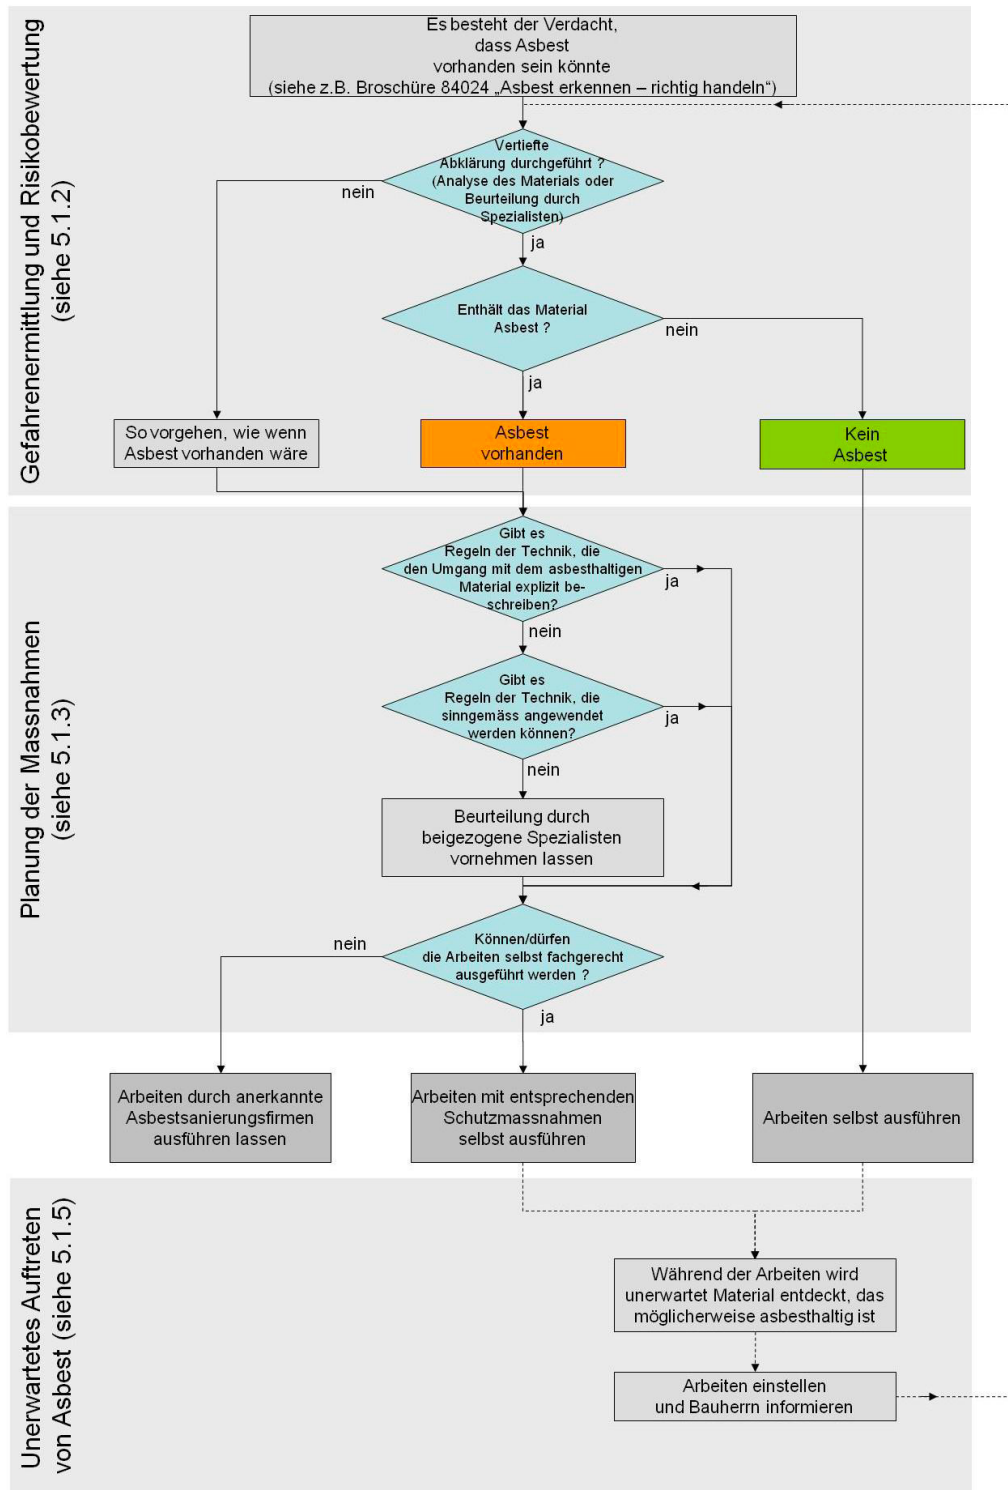 Gefahrenermittlung und Risikobewertung
(siehe 5.1.2)
Es besteht der Verdacht,
dass Asbest
vorhanden sein könnte
(siehe z.B. Broschüre 84024 „Asbest erkennen – richtig handeln“)
Vertiefte
Abklärung durchgeführt ?
(Analyse des Materials oder
Beurteilung durch
Spezialisten)
nein
ja
Enthält das Material
Asbest ?
nein
ja
So vorgehen, wie wenn
Asbest vorhanden wäre
Asbest
vorhanden
Kein
Asbest
Planung der Massnahmen
(siehe 5.1.3)
Gibt es
Regeln der Technik, die
den Umgang mit dem asbesthaltigen
Material explizit be-
schreiben?
ja
nein
Gibt es
Regeln der Technik, die
sinngemäss angewendet
werden können?
ja
nein
Beurteilung durch
beigezogene Spezialisten
vornehmen lassen
Können/dürfen
die Arbeiten selbst fachgerecht
ausgeführt werden ?
nein
ja
Arbeiten durch anerkannte
Asbestsanierungsfirmen
ausführen lassen
Arbeiten mit entsprechenden
Schutzmassnahmen
selbst ausführen
Arbeiten selbst ausführen
Unerwartetes Auftreten
von Asbest (siehe 5.1.5)
Während der Arbeiten wird
unerwartet Material entdeckt, das
möglicherweise asbesthaltig ist
Arbeiten einstellen
und Bauherrn informieren